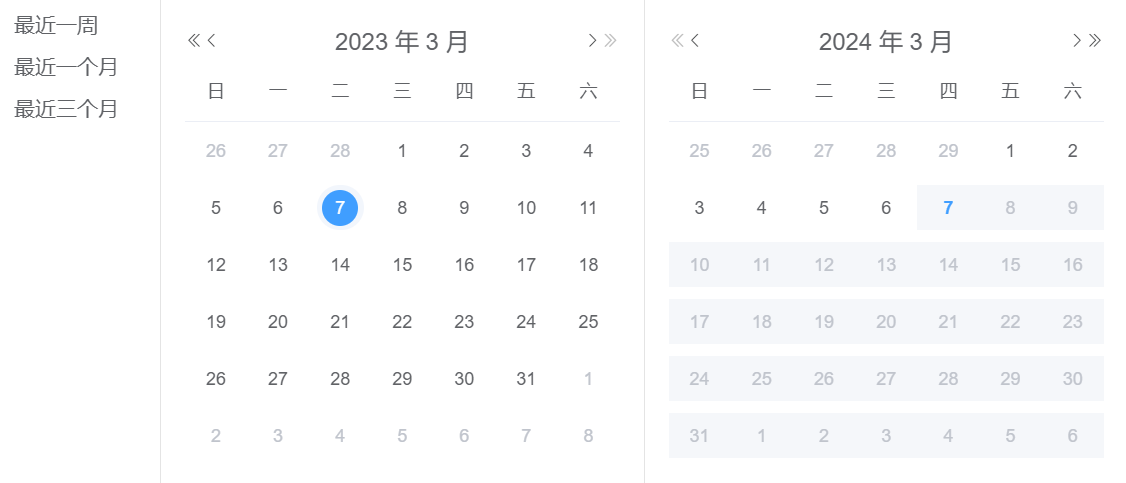 最近一周
最近一个月
最近三个月
2023 年 3 月
日 一 二 三 四 五 六
26 27 28 1 2 3 4
5 6 7 8 9 10 11
12 13 14 15 16 17 18
19 20 21 22 23 24 25
26 27 28 29 30 31 1
2 3 4 5 6 7 8
2024 年 3 月
日 一 二 三 四 五 六
25 26 27 28 29 1 2
3 4 5 6 7 8 9
10 11 12 13 14 15 16
17 18 19 20 21 22 23
24 25 26 27 28 29 30
31 1 2 3 4 5 6